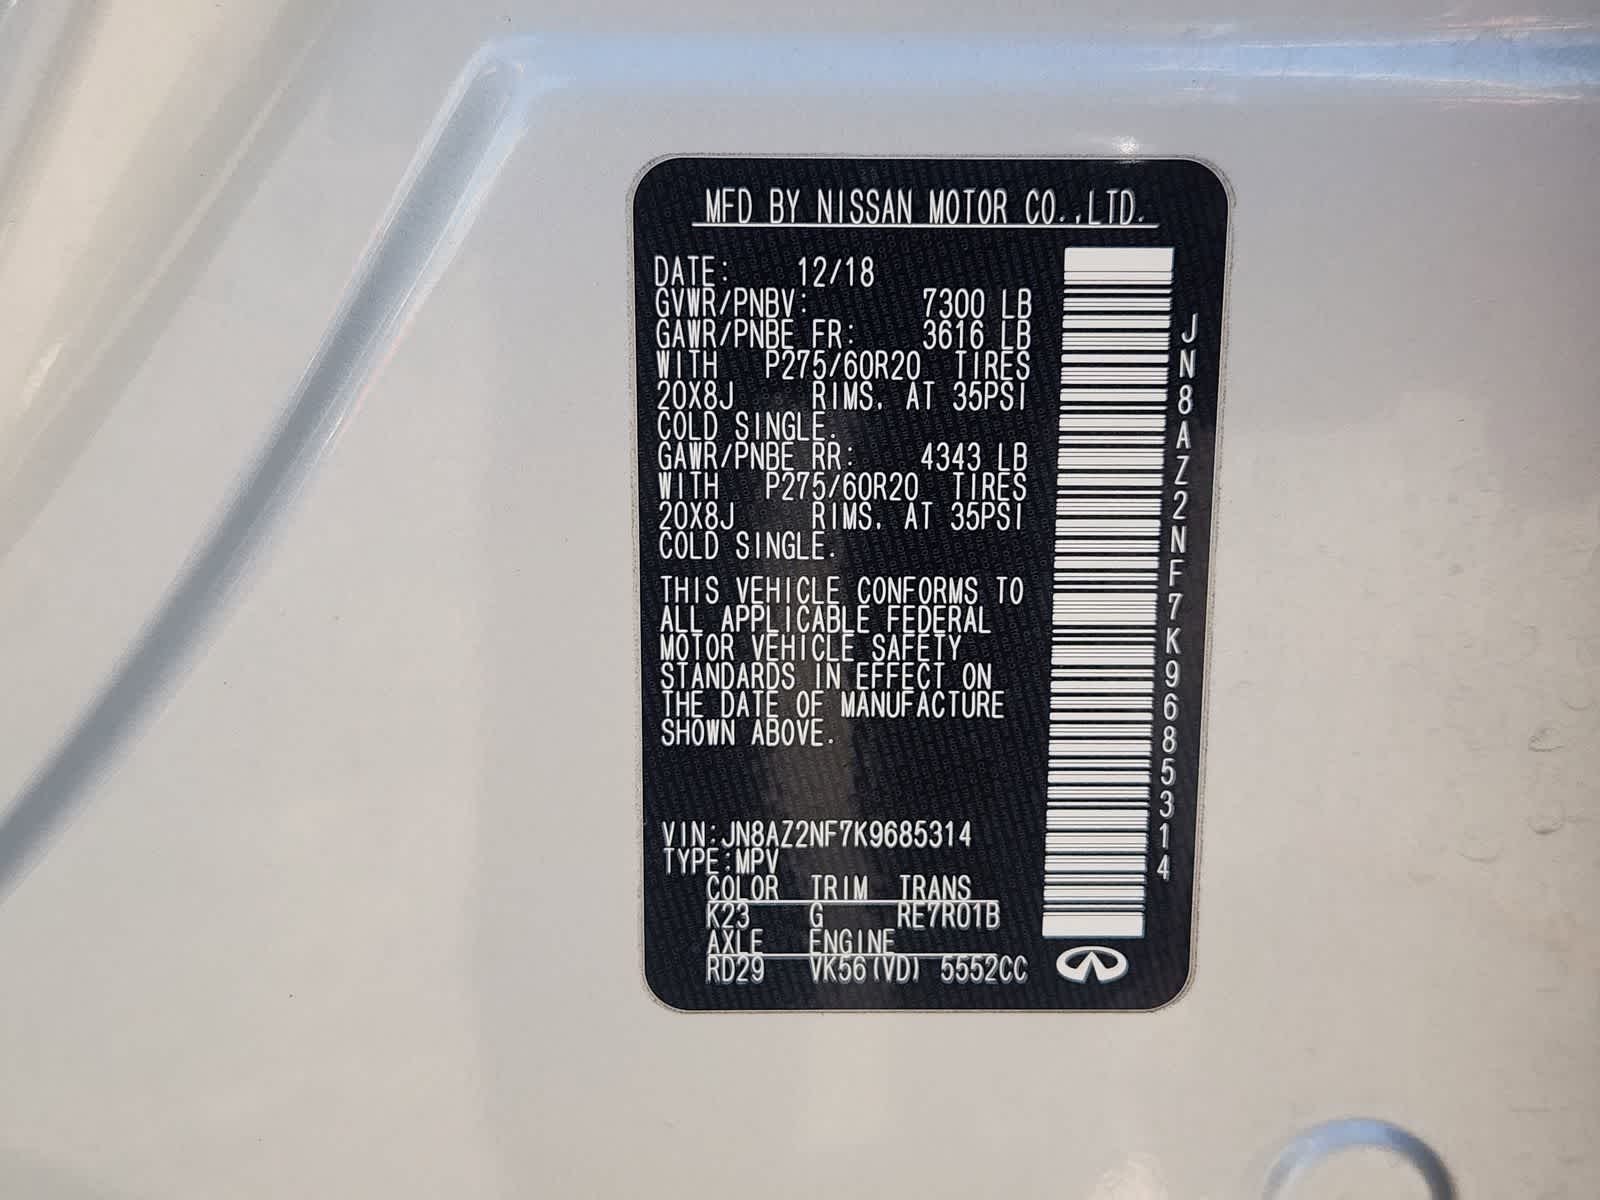 MFD BY NISSAN MOTOR CO.,LTD.
DATE: 12/18
GVWR/PNBV: 7300 LB
GAWR/PNBE FR: 3616 LB
WITH P275/60R20 TIRES
20X8J RIMS, AT 35PSI
COLD SINGLE.
GAWR/PNBE RR: 4343 LB
WITH P275/60R20 TIRES
20X8J RIMS, AT 35PSI
COLD SINGLE.
THIS VEHICLE CONFORMS TO
ALL APPLICABLE FEDERAL
MOTOR VEHICLE SAFETY
STANDARDS IN EFFECT ON
THE DATE OF MANUFACTURE
SHOWN ABOVE.
VIN:JN8AZ2NF7K9685314
TYPE:MPV
COLOR TRIM TRANS
K23 G RE7R01B
AXLE ENGINE
RD29 VK56(VD) 5552CC
JN8AZ2NF7K9685314